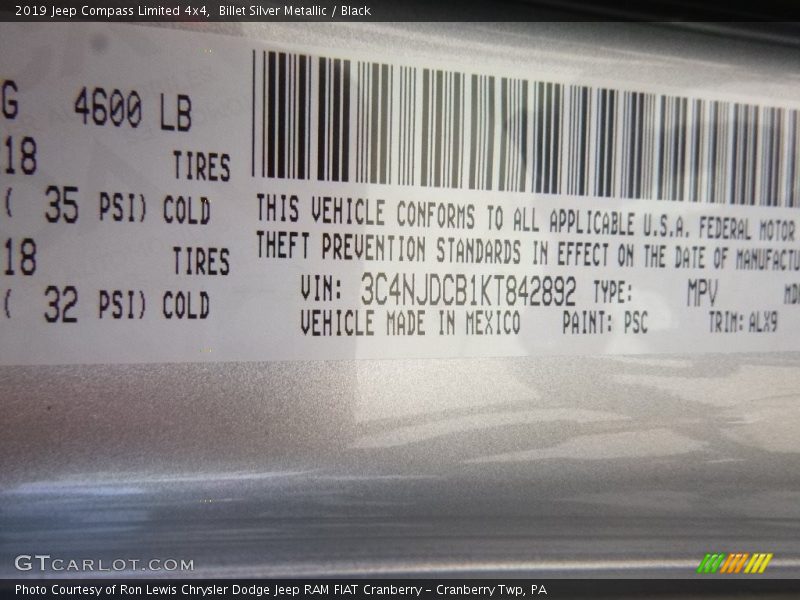 2019 Jeep Compass Limited 4x4, Billet Silver Metallic / Black
G 4600 LB
18 TIRES
( 35 PSI) COLD
18 TIRES
( 32 PSI) COLD
THIS VEHICLE CONFORMS TO ALL APPLICABLE U.S.A. FEDERAL MOTOR
THEFT PREVENTION STANDARDS IN EFFECT ON THE DATE OF MANUFACTU
VIN: 3C4NJDCB1KT842892 TYPE: MPV MD
VEHICLE MADE IN MEXICO PAINT: PSC TRIM: ALX9
GTCARLOT.COM
Photo Courtesy of Ron Lewis Chrysler Dodge Jeep RAM FIAT Cranberry - Cranberry Twp, PA